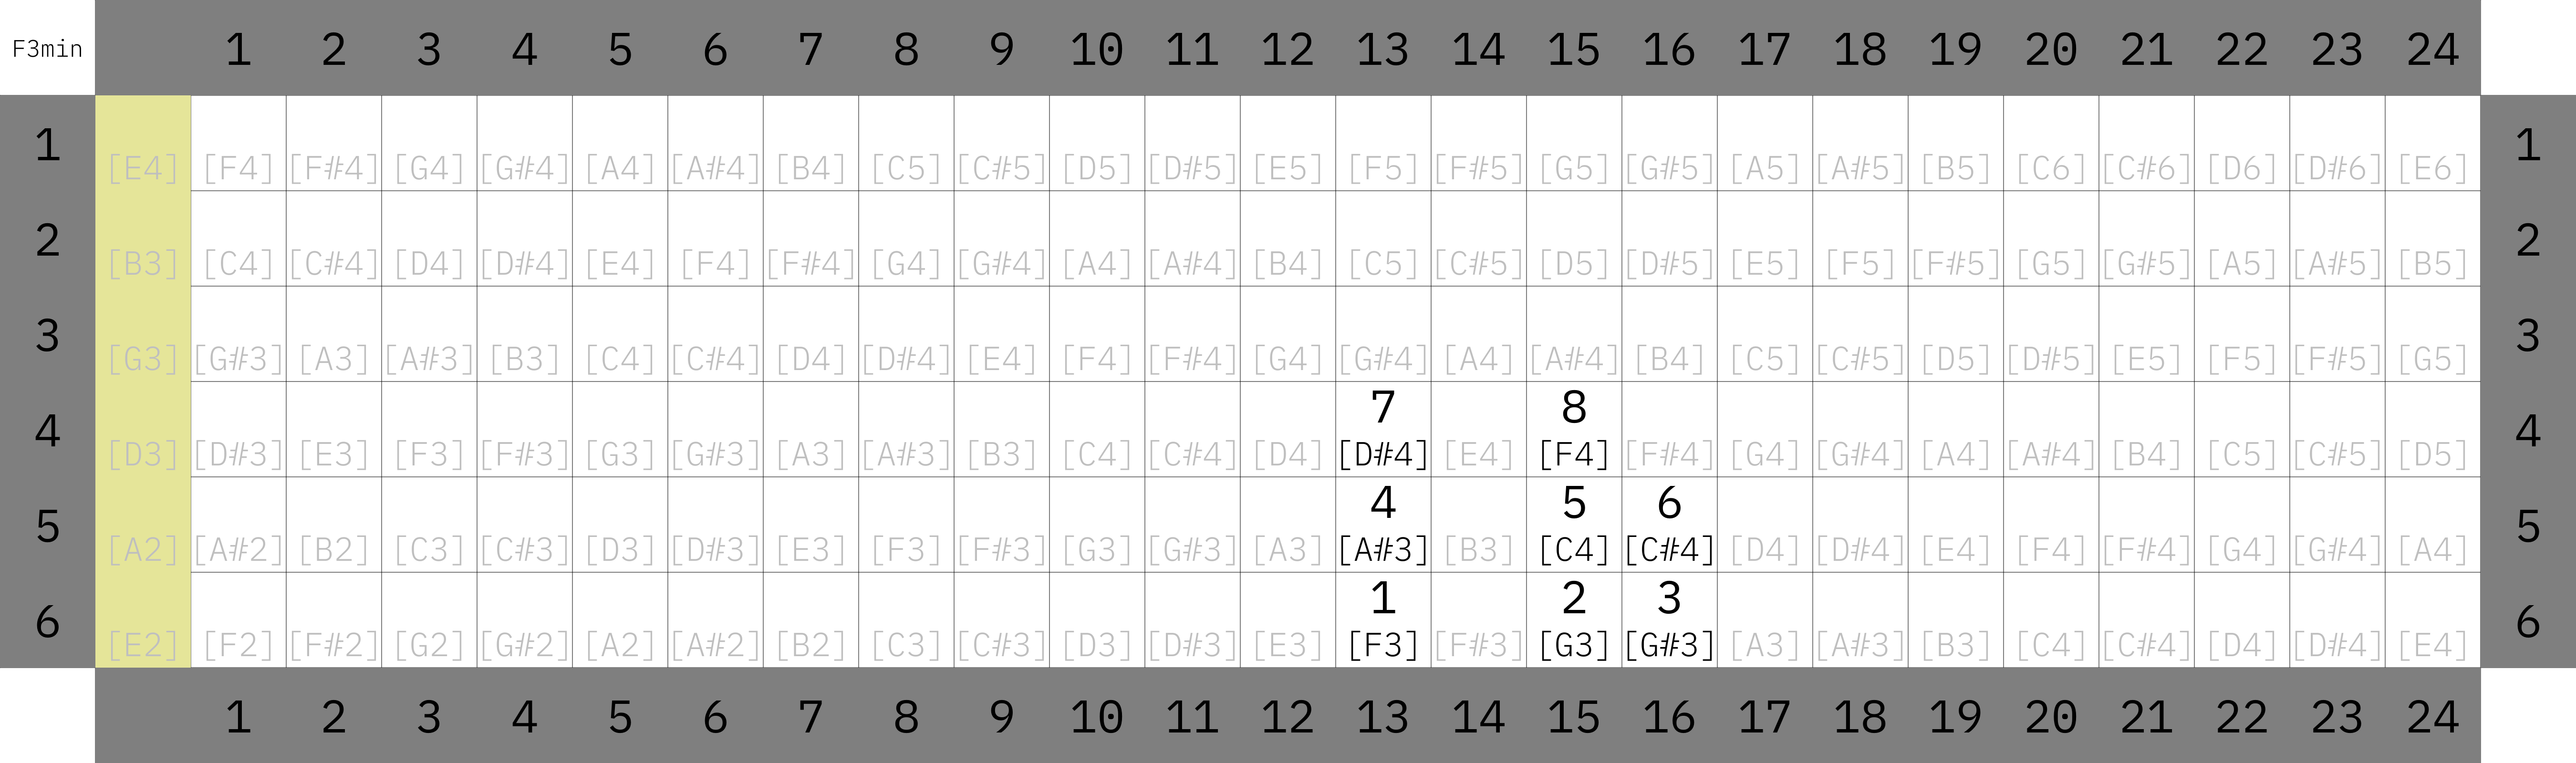 F3min 1 2 3 4 5 6 7 8 9 10 11 12 13 14 15 16 17 18 19 20 21 22 23 24
1 [E4] [F4] [F#4] [G4] [G#4] [A4] [A#4] [B4] [C5] [C#5] [D5] [D#5] [E5] [F5] [F#5] [G5] [G#5] [A5] [A#5] [B5] [C6] [C#6] [D6] [D#6] [E6] 1
2 [B3] [C4] [C#4] [D4] [D#4] [E4] [F4] [F#4] [G4] [G#4] [A4] [A#4] [B4] [C5] [C#5] [D5] [D#5] [E5] [F5] [F#5] [G5] [G#5] [A5] [A#5] [B5] 2
3 [G3] [G#3] [A3] [A#3] [B3] [C4] [C#4] [D4] [D#4] [E4] [F4] [F#4] [G4] [G#4] [A4] [A#4] [B4] [C5] [C#5] [D5] [D#5] [E5] [F5] [F#5] [G5] 3
7 8
4 [D3] [D#3] [E3] [F3] [F#3] [G3] [G#3] [A3] [A#3] [B3] [C4] [C#4] [D4] [D#4] [E4] [F4] [F#4] [G4] [G#4] [A4] [A#4] [B4] [C5] [C#5] [D5] 4
4 5 6
5 [A2] [A#2] [B2] [C3] [C#3] [D3] [D#3] [E3] [F3] [F#3] [G3] [G#3] [A3] [A#3] [B3] [C4] [C#4] [D4] [D#4] [E4] [F4] [F#4] [G4] [G#4] [A4] 5
1 2 3
6 [E2] [F2] [F#2] [G2] [G#2] [A2] [A#2] [B2] [C3] [C#3] [D3] [D#3] [E3] [F3] [F#3] [G3] [G#3] [A3] [A#3] [B3] [C4] [C#4] [D4] [D#4] [E4] 6
1 2 3 4 5 6 7 8 9 10 11 12 13 14 15 16 17 18 19 20 21 22 23 24